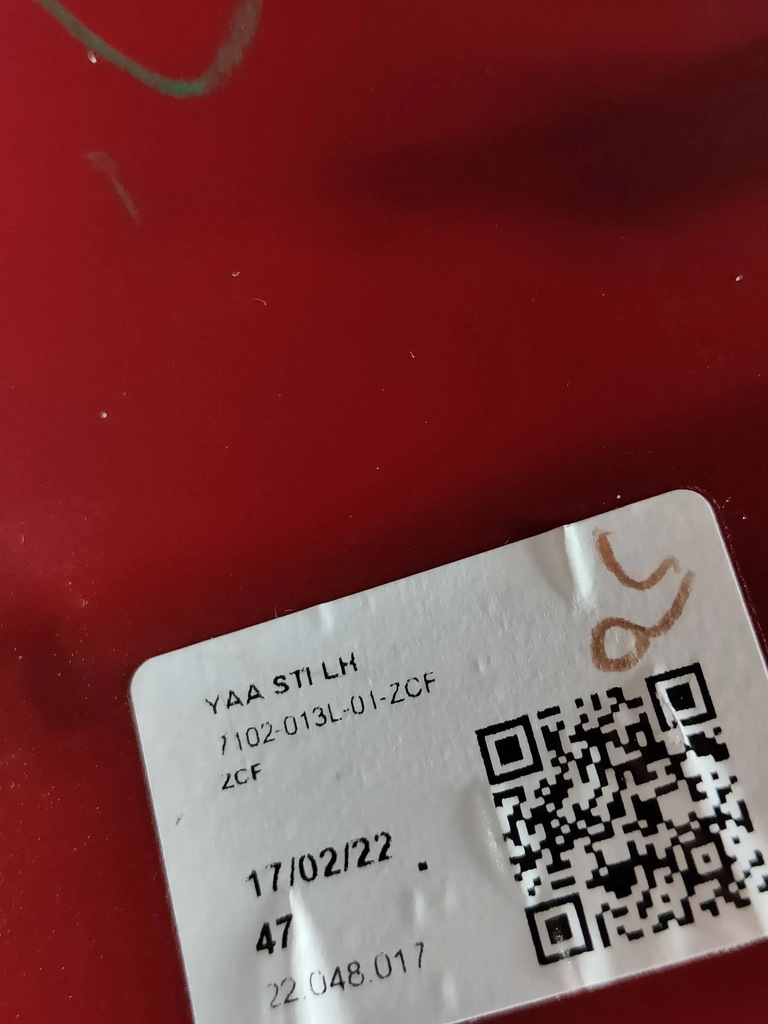 YAA STI LH
7102-013L-01-ZCF
ZCF
17/02/22 .
47
22.048.017